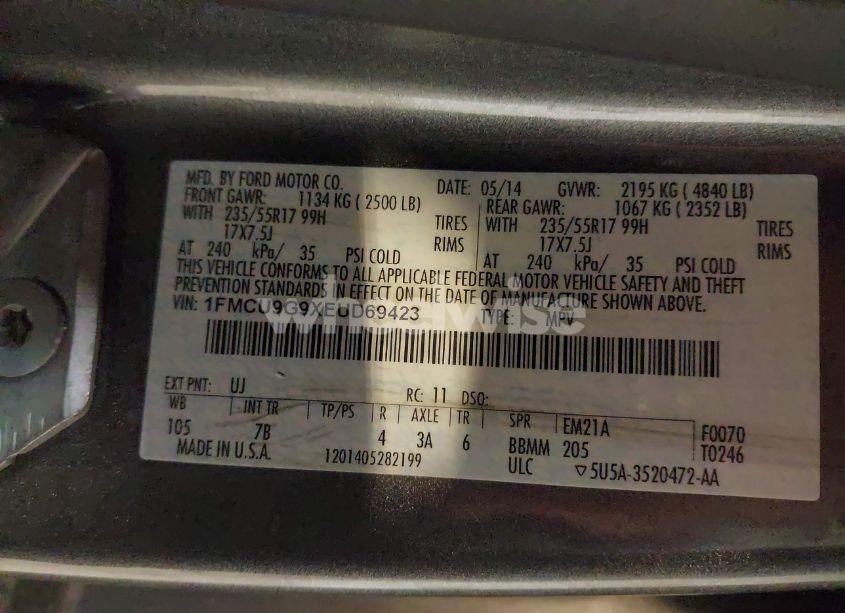 MFD. BY FORD MOTOR CO. DATE: 05/14 GVWR: 2195 KG ( 4840 LB)
FRONT GAWR: 1134 KG ( 2500 LB) REAR GAWR: 1067 KG ( 2352 LB)
WITH 235/55R17 99H TIRES WITH 235/55R17 99H TIRES
17X7.5J RIMS 17X7.5J RIMS
AT 240 kPa/ 35 PSI COLD AT 240 kPa/ 35 PSI COLD
THIS VEHICLE CONFORMS TO ALL APPLICABLE FEDERAL MOTOR VEHICLE SAFETY AND THEFT
PREVENTION STANDARDS IN EFFECT ON THE DATE OF MANUFACTURE SHOWN ABOVE.
VIN: 1FMCU9G9XEUD69423 TYPE: MPV
wheelwise
EXT PNT: UJ RC: 11 DSO:
WB INT TR TP/PS R AXLE TR SPR EM21A F0070
105 7B 4 3A 6 BBMM 205 T0246
MADE IN U.S.A. 1201405282199 ULC ▽5U5A-3520472-AA